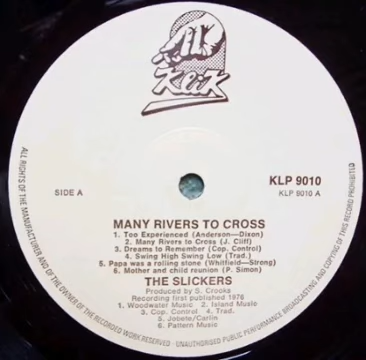 KliK
SIDE A
KLP 9010
KLP 9010 A
MANY RIVERS TO CROSS
1. Too Experienced (Anderson—Dixon)
2. Many Rivers to Cross (J. Cliff)
3. Dreams to Remember (Cop. Control)
4. Swing High Swing Low (Trad.)
5. Papa was a rolling stone (Whitfield—Strong)
6. Mother and child reunion (P. Simon)
THE SLICKERS
Produced by S. Crooks
Recording first published 1976
1. Woodwater Music 2. Island Music
3. Cop. Control 4. Trad.
5. Jobete/Carlin
6. Pattern Music
ALL RIGHTS OF THE MANUFACTURER AND OF THE OWNER OF THE RECORDED WORK RESERVED · UNAUTHORISED PUBLIC PERFORMANCE BROADCASTING AND COPYING OF THIS RECORD PROHIBITED